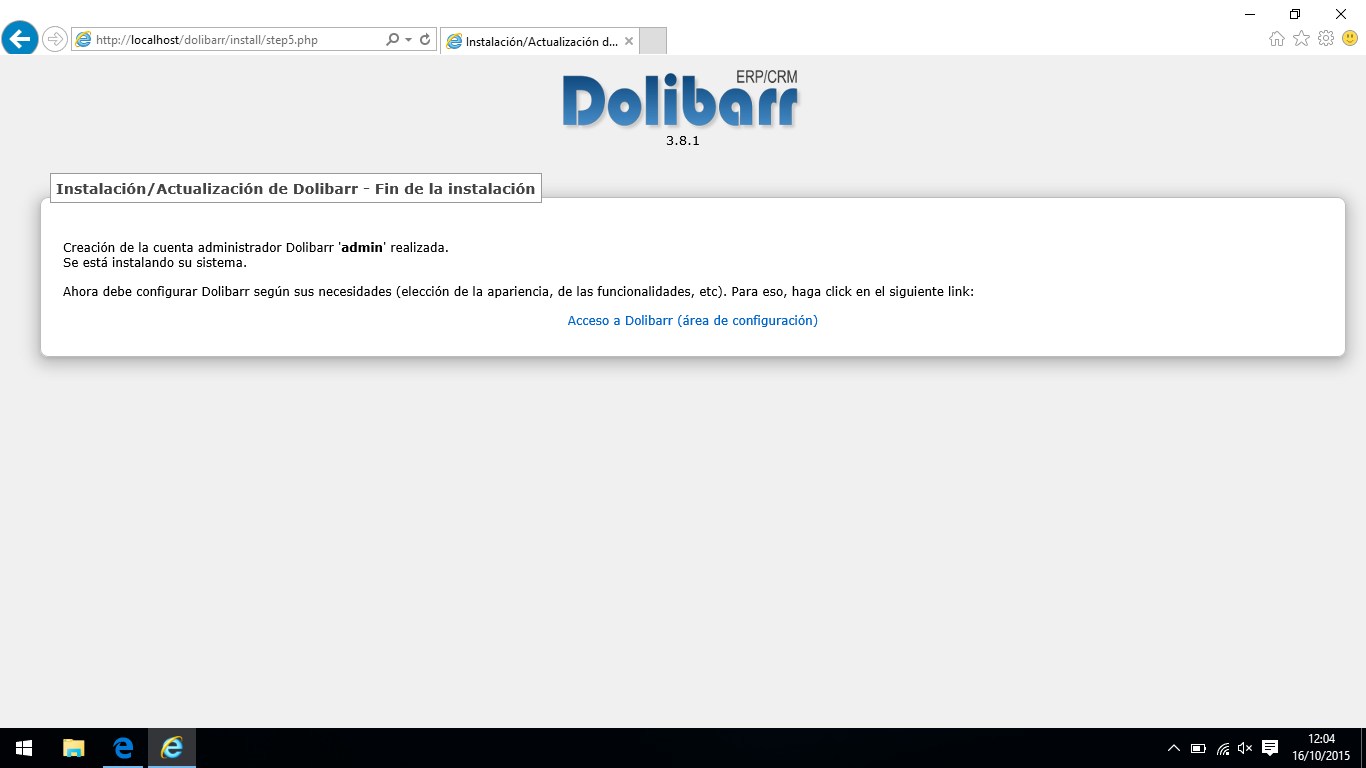 http://localhost/dolibarr/install/step5.php
Instalación/Actualización d...
ERP/CRM
Dolibarr
3.8.1
Instalación/Actualización de Dolibarr - Fin de la instalación
Creación de la cuenta administrador Dolibarr 'admin' realizada.
Se está instalando su sistema.
Ahora debe configurar Dolibarr según sus necesidades (elección de la apariencia, de las funcionalidades, etc). Para eso, haga click en el siguiente link:
Acceso a Dolibarr (área de configuración)
12:04
16/10/2015